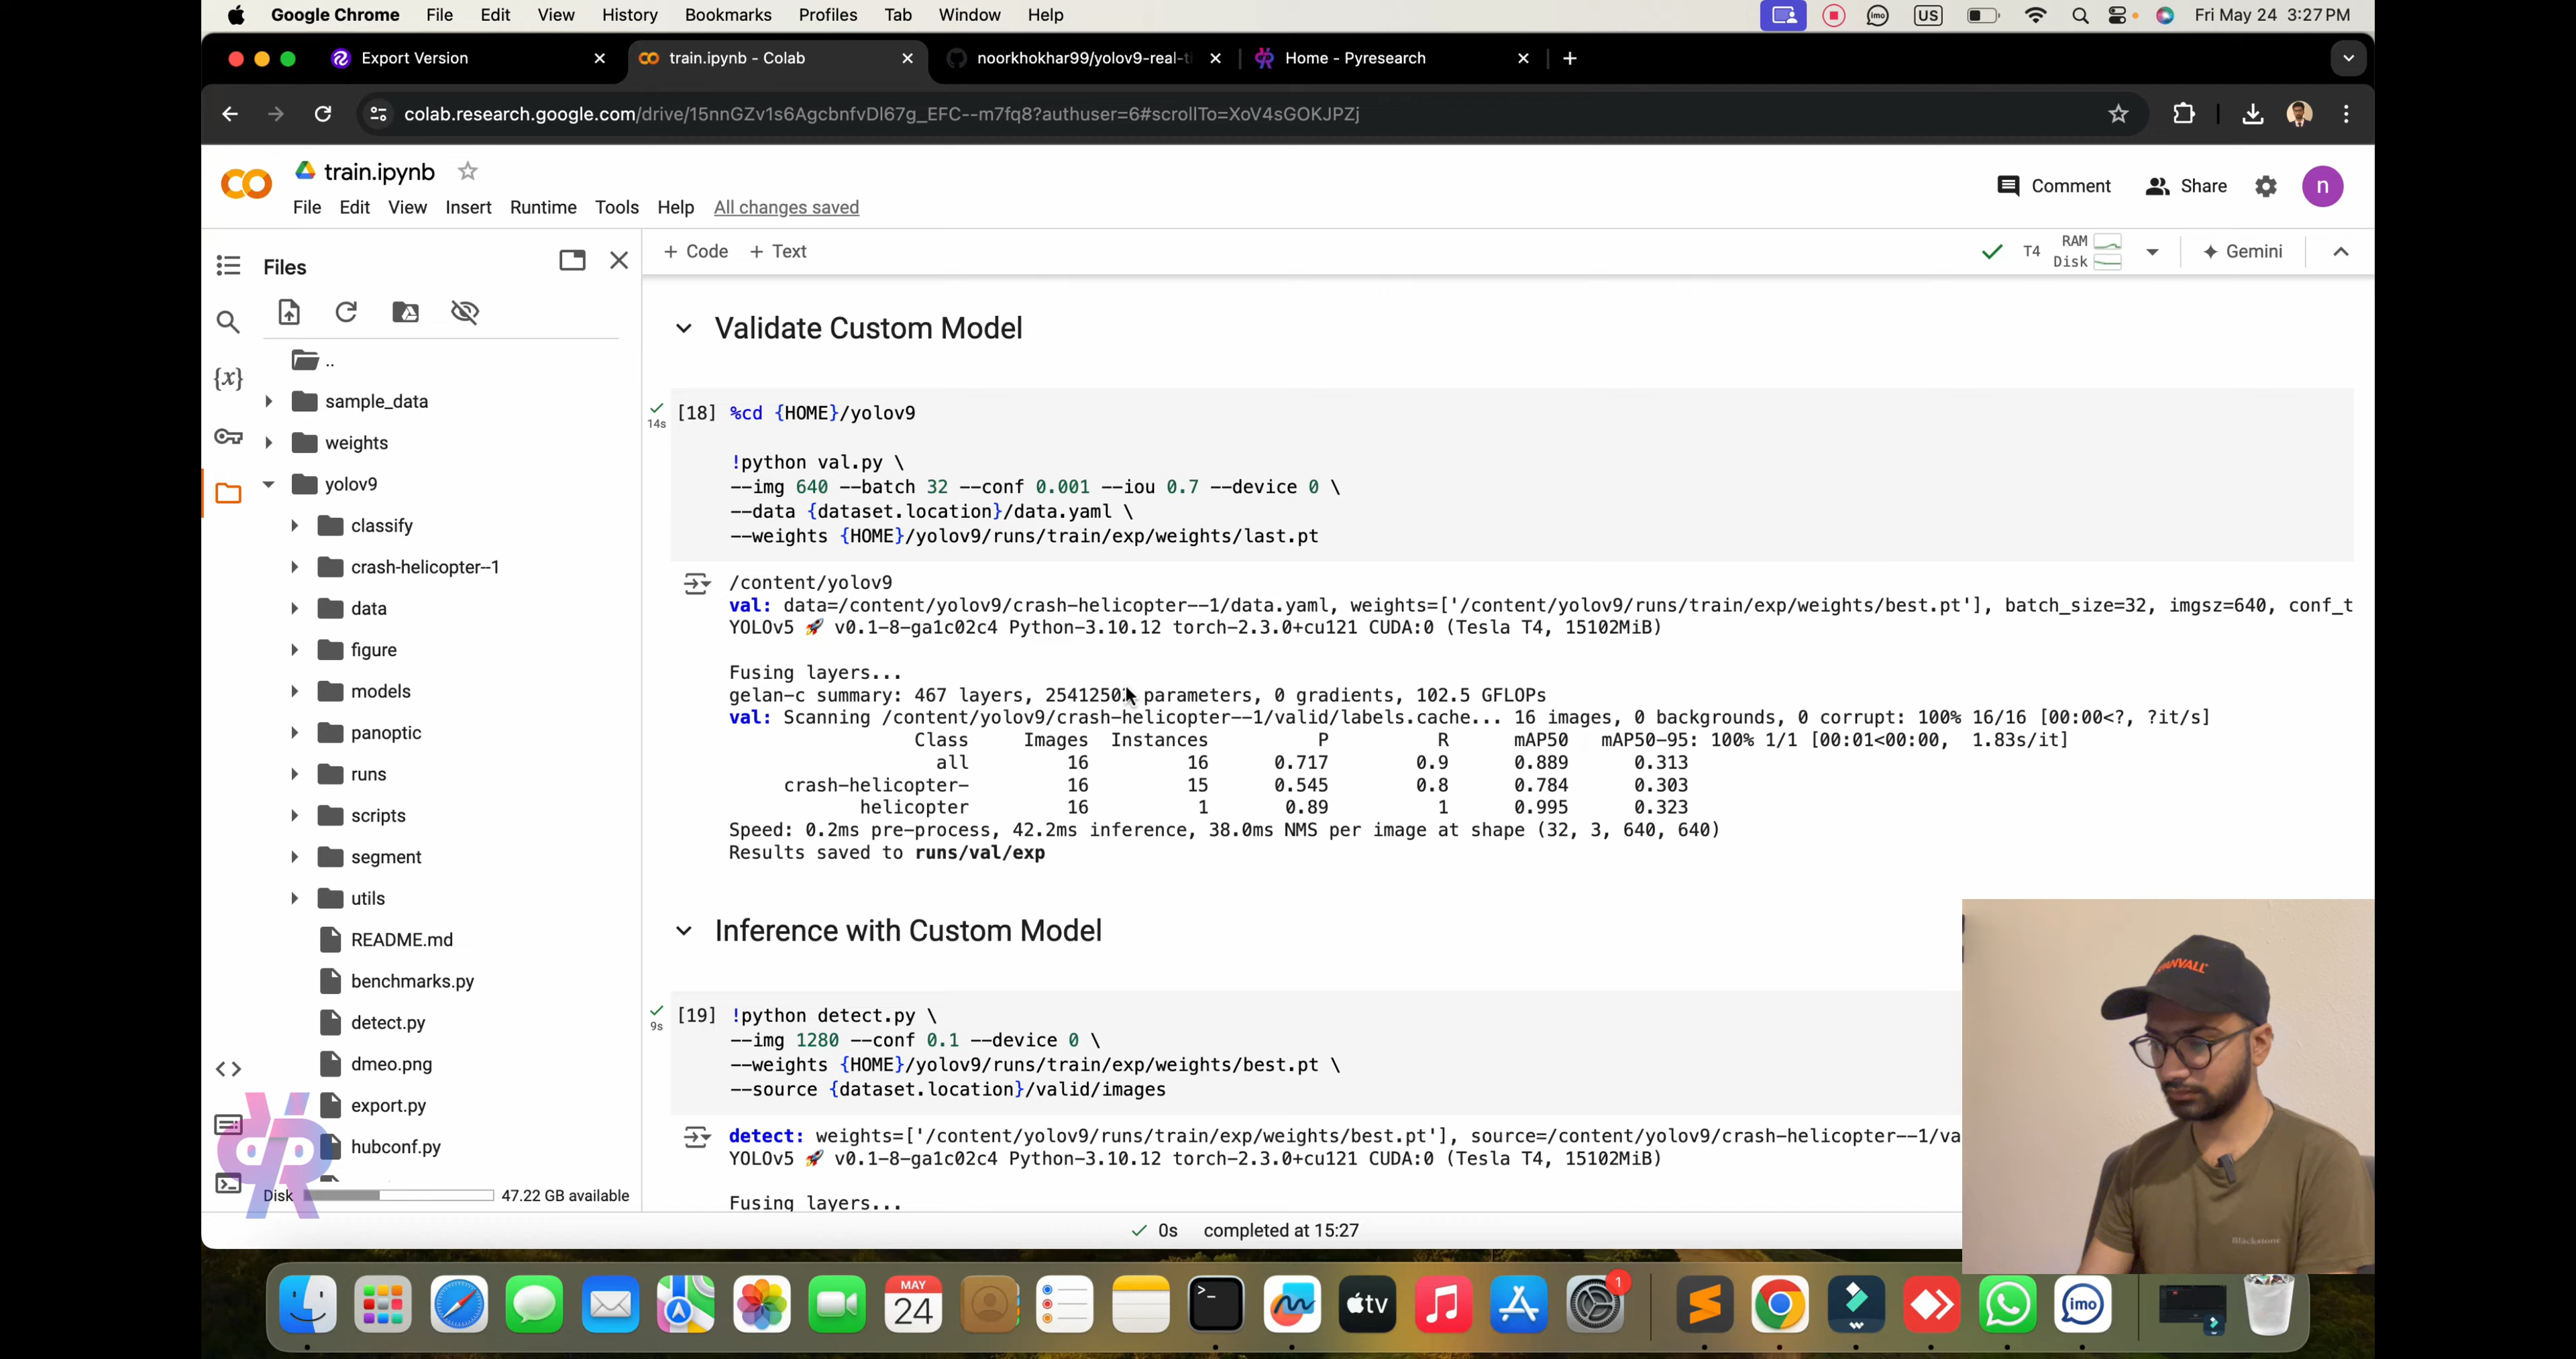 Google Chrome File Edit View History Bookmarks Profiles Tab Window Help imo US Fri May 24 3:27 PM
Export Version train.ipynb - Colab noorkhokhar99/yolov9-real-ti Home - Pyresearch
colab.research.google.com/drive/15nnGZv1s6AgcbnfvDl67g_EFC--m7fq8?authuser=6#scrollTo=XoV4sGOKJPZj
train.ipynb
Comment Share n
File Edit View Insert Runtime Tools Help All changes saved
Files
+ Code + Text
T4 RAM Disk Gemini
..
sample_data
weights
yolov9
classify
crash-helicopter--1
data
figure
models
panoptic
runs
scripts
segment
utils
README.md
benchmarks.py
detect.py
dmeo.png
export.py
hubconf.py
Disk 47.22 GB available
Validate Custom Model
14s
[18] %cd {HOME}/yolov9
!python val.py \
--img 640 --batch 32 --conf 0.001 --iou 0.7 --device 0 \
--data {dataset.location}/data.yaml \
--weights {HOME}/yolov9/runs/train/exp/weights/last.pt
/content/yolov9
val: data=/content/yolov9/crash-helicopter--1/data.yaml, weights=['/content/yolov9/runs/train/exp/weights/best.pt'], batch_size=32, imgsz=640, conf_t
YOLOv5 🚀 v0.1-8-ga1c02c4 Python-3.10.12 torch-2.3.0+cu121 CUDA:0 (Tesla T4, 15102MiB)
Fusing layers...
gelan-c summary: 467 layers, parameters, 0 gradients, 102.5 GFLOPs
val: Scanning /content/yolov9/crash-helicopter--1/valid/labels.cache... 16 images, 0 backgrounds, 0 corrupt: 100% 16/16 [00:00<?, ?it/s]
Class Images Instances P R mAP50 mAP50-95: 100% 1/1 [00:01<00:00, 1.83s/it]
all 16 16 0.717 0.9 0.889 0.313
crash-helicopter- 16 15 0.545 0.8 0.784 0.303
helicopter 16 1 0.89 1 0.995 0.323
Speed: 0.2ms pre-process, 42.2ms inference, 38.0ms NMS per image at shape (32, 3, 640, 640)
Results saved to runs/val/exp
Inference with Custom Model
9s
[19] !python detect.py \
--img 1280 --conf 0.1 --device 0 \
--weights {HOME}/yolov9/runs/train/exp/weights/best.pt \
--source {dataset.location}/valid/images
detect: weights=['/content/yolov9/runs/train/exp/weights/best.pt'], source=/content/yolov9/crash-helicopter--1/va
YOLOv5 🚀 v0.1-8-ga1c02c4 Python-3.10.12 torch-2.3.0+cu121 CUDA:0 (Tesla T4, 15102MiB)
Fusing layers...
0s completed at 15:27
Blackstone
MAY
24
tv
1
imo